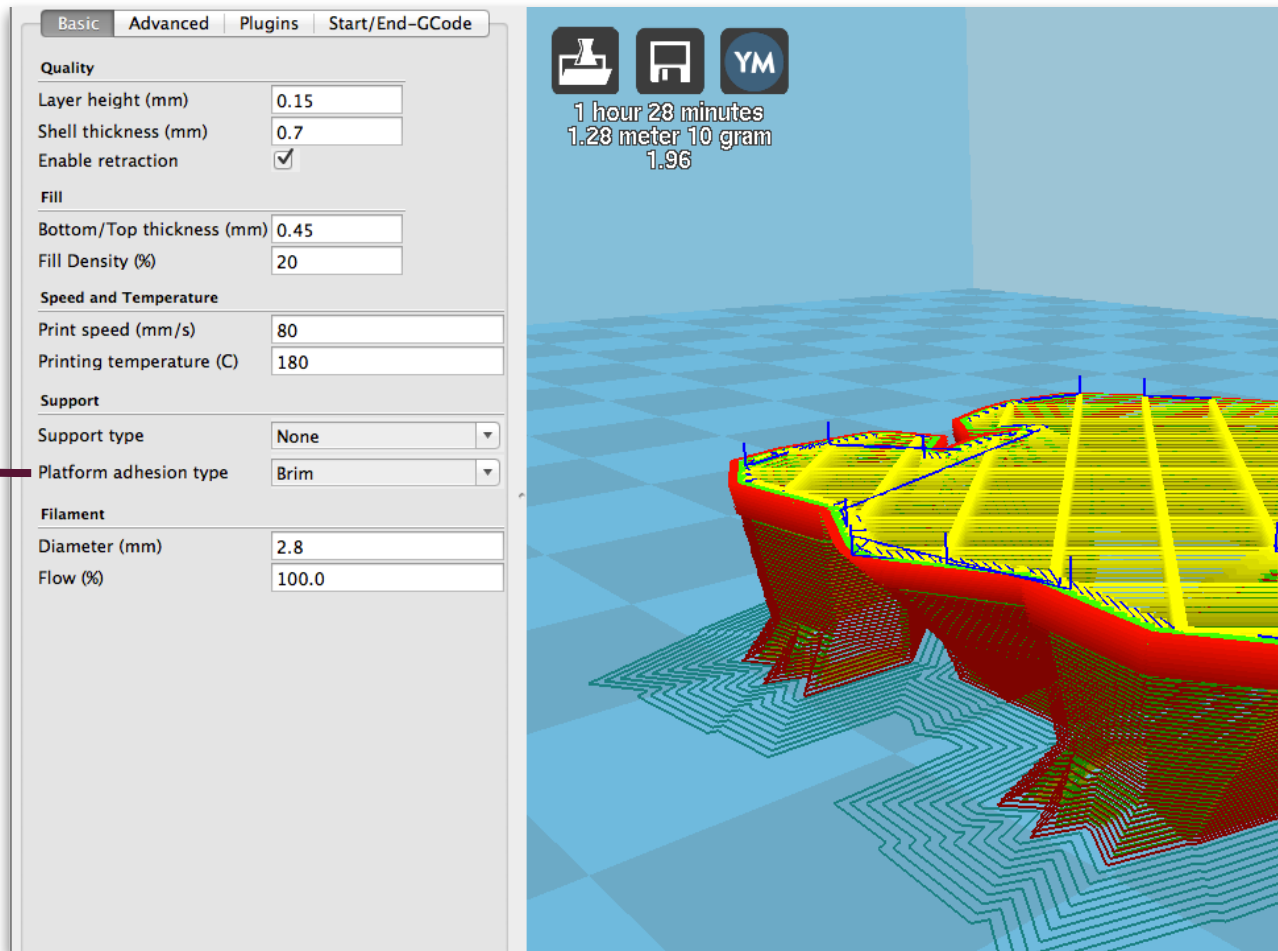 Basic Advanced Plugins Start/End-GCode
Quality
Layer height (mm) 0.15
Shell thickness (mm) 0.7
Enable retraction
Fill
Bottom/Top thickness (mm) 0.45
Fill Density (%) 20
Speed and Temperature
Print speed (mm/s) 80
Printing temperature (C) 180
Support
Support type None
Platform adhesion type Brim
Filament
Diameter (mm) 2.8
Flow (%) 100.0
YM
1 hour 28 minutes
1.28 meter 10 gram
1.96